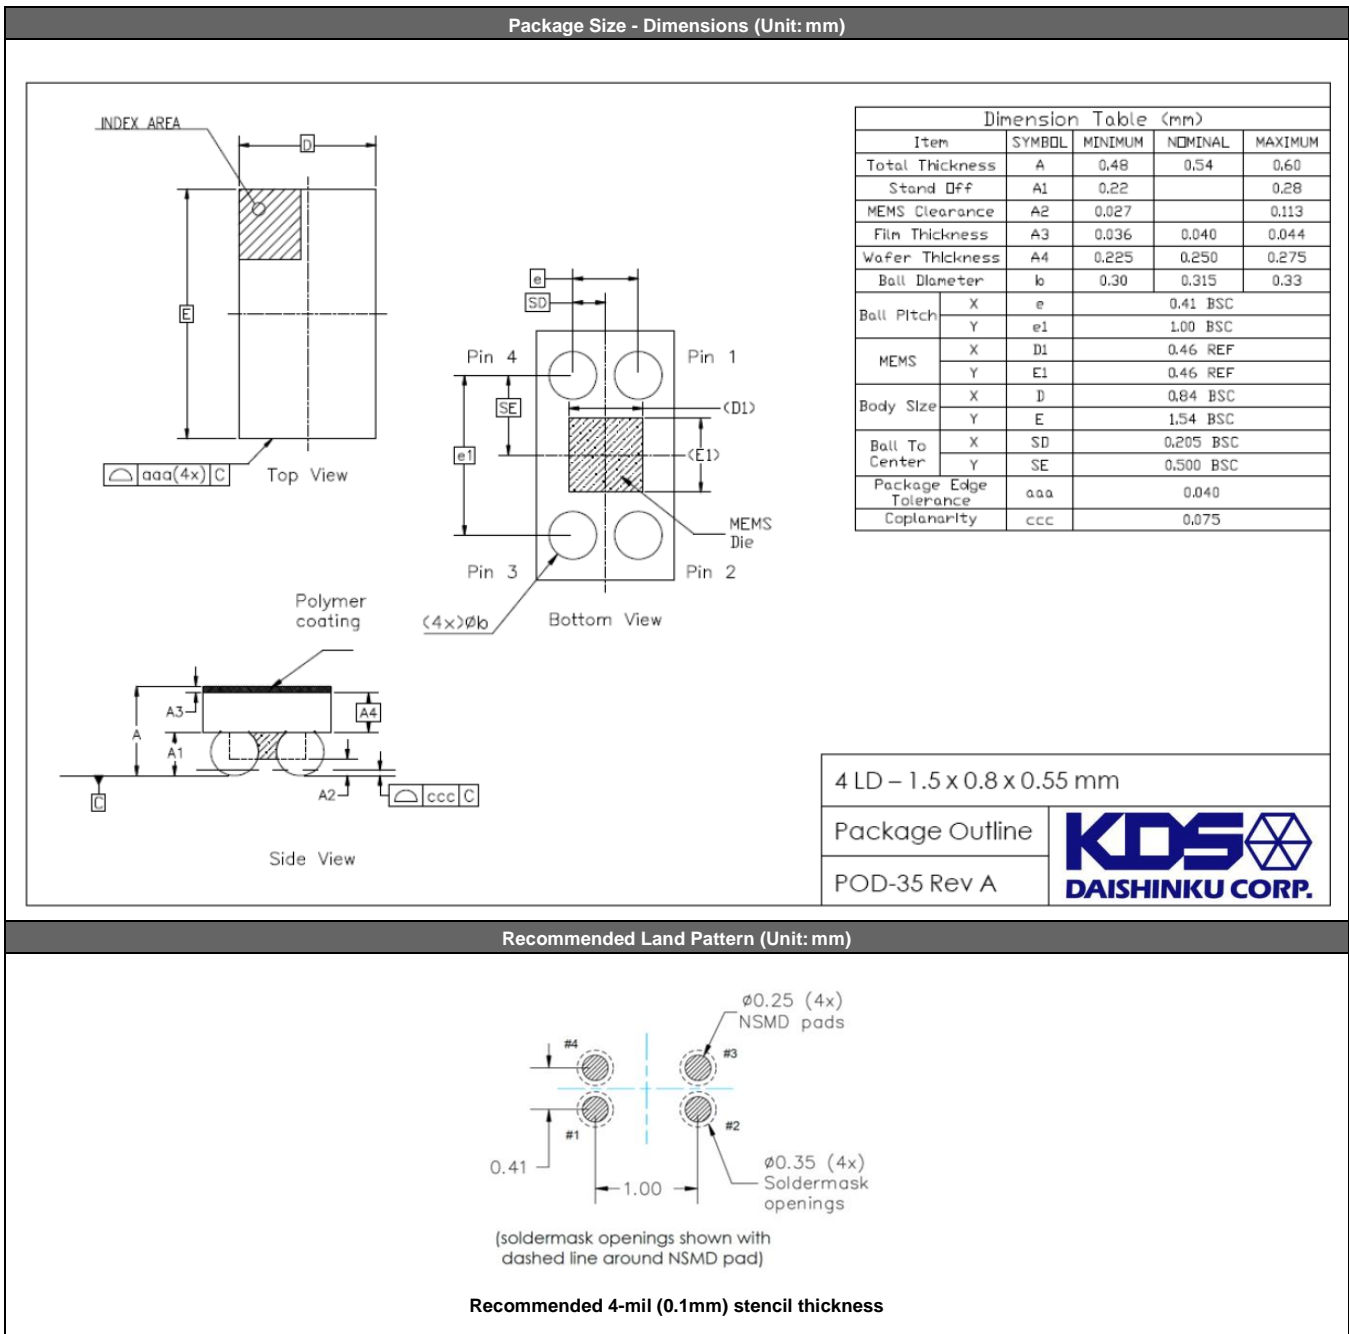 Package Size - Dimensions (Unit: mm)
INDEX AREA
D
E
aaa(4x) C
Top View
e
SD
Pin 4
Pin 1
SE
(D1)
e1
(E1)
MEMS
Die
Pin 3
Pin 2
(4x)Øb
Bottom View
Polymer
coating
A3
A4
A
A1
A2
ccc C
C
Side View
Dimension Table (mm)
Item SYMBOL MINIMUM NOMINAL MAXIMUM
Total Thickness A 0.48 0.54 0.60
Stand Off A1 0.22 0.28
MEMS Clearance A2 0.027 0.113
Film Thickness A3 0.036 0.040 0.044
Wafer Thickness A4 0.225 0.250 0.275
Ball Diameter b 0.30 0.315 0.33
Ball Pitch X e 0.41 BSC
Y e1 1.00 BSC
MEMS X D1 0.46 REF
Y E1 0.46 REF
Body Size X D 0.84 BSC
Y E 1.54 BSC
Ball To Center X SD 0.205 BSC
Y SE 0.500 BSC
Package Edge Tolerance aaa 0.040
Coplanarity ccc 0.075
4 LD – 1.5 x 0.8 x 0.55 mm
Package Outline
POD-35 Rev A
KDS
DAISHINKU CORP.
Recommended Land Pattern (Unit: mm)
ø0.25 (4x)
NSMD pads
#4
#3
#1
#2
0.41
1.00
ø0.35 (4x)
Soldermask
openings
(soldermask openings shown with
dashed line around NSMD pad)
Recommended 4-mil (0.1mm) stencil thickness